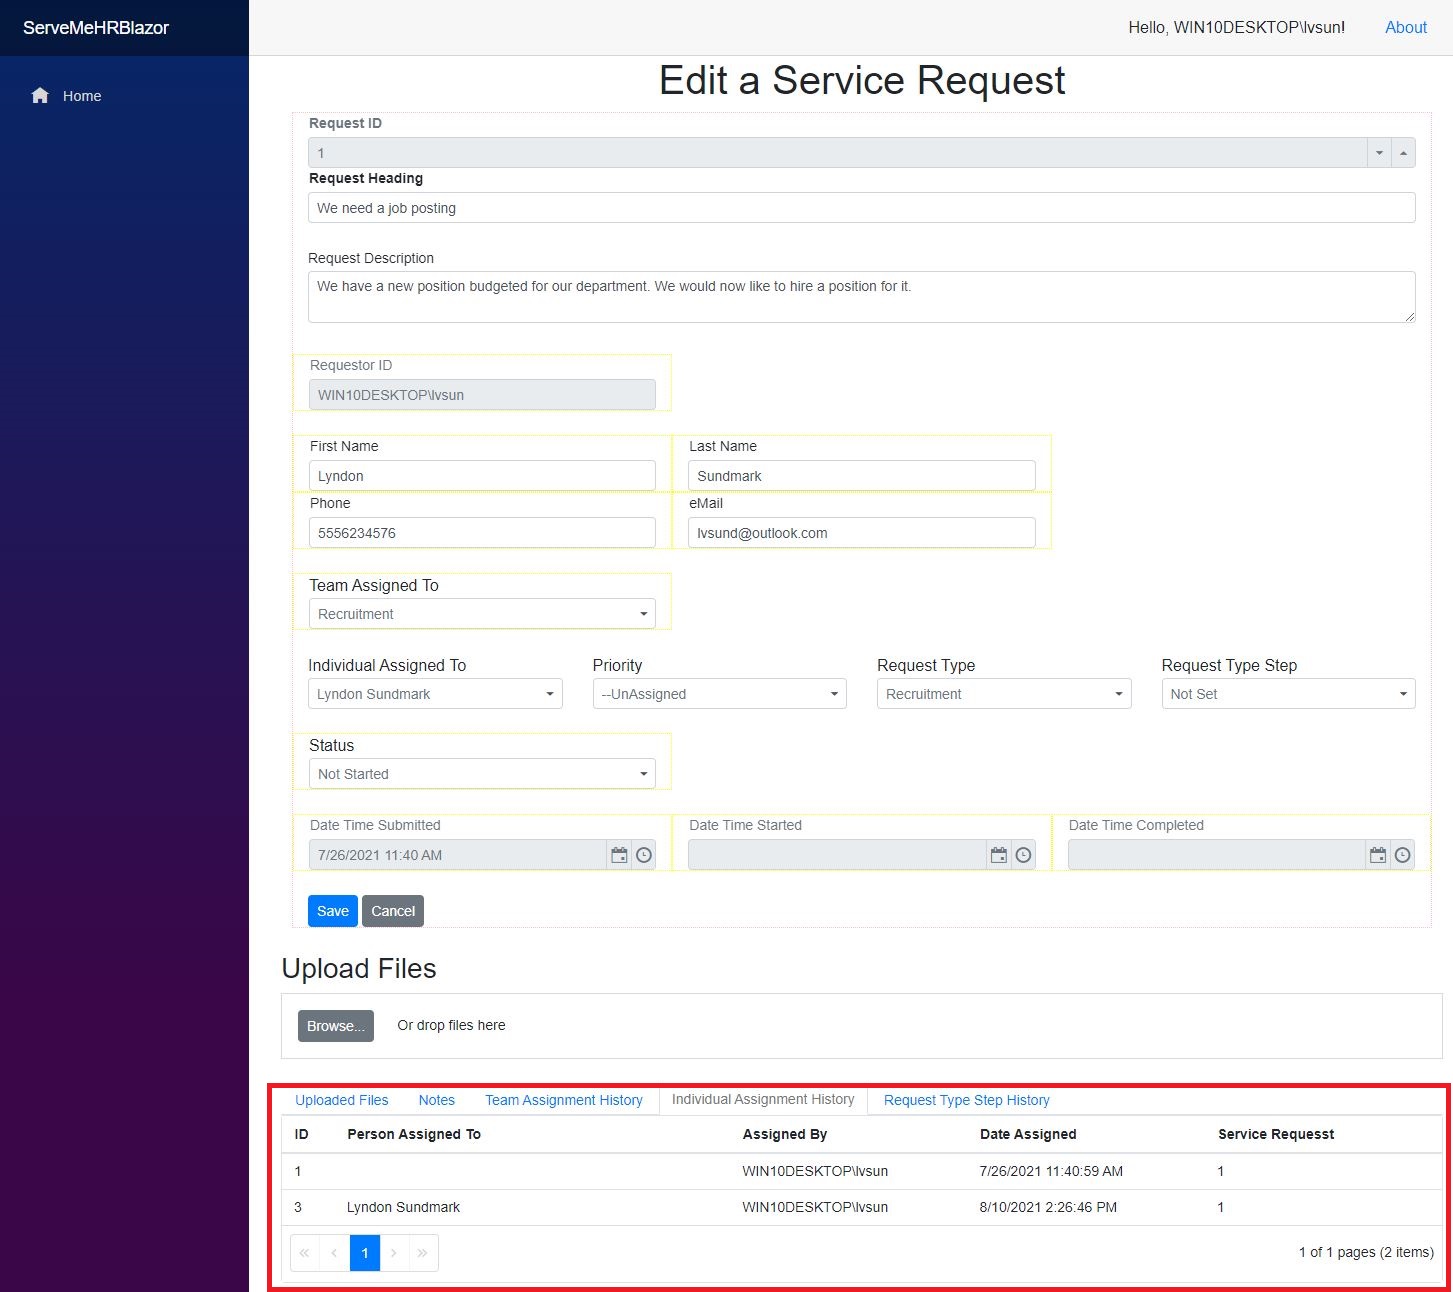 ServeMeHRBlazor
Hello, WIN10DESKTOP\lvsun!
About
Home
Edit a Service Request
Request ID
1
Request Heading
We need a job posting
Request Description
We have a new position budgeted for our department. We would now like to hire a position for it.
Requestor ID
WIN10DESKTOP\lvsun
First Name Last Name
Lyndon Sundmark
Phone eMail
5556234576 lvsund@outlook.com
Team Assigned To
Recruitment
Individual Assigned To Priority Request Type Request Type Step
Lyndon Sundmark --UnAssigned Recruitment Not Set
Status
Not Started
Date Time Submitted Date Time Started Date Time Completed
7/26/2021 11:40 AM
Save Cancel
Upload Files
Browse... Or drop files here
Uploaded Files Notes Team Assignment History Individual Assignment History Request Type Step History
ID Person Assigned To Assigned By Date Assigned Service Requesst
1 WIN10DESKTOP\lvsun 7/26/2021 11:40:59 AM 1
3 Lyndon Sundmark WIN10DESKTOP\lvsun 8/10/2021 2:26:46 PM 1
« ‹ 1 › » 1 of 1 pages (2 items)